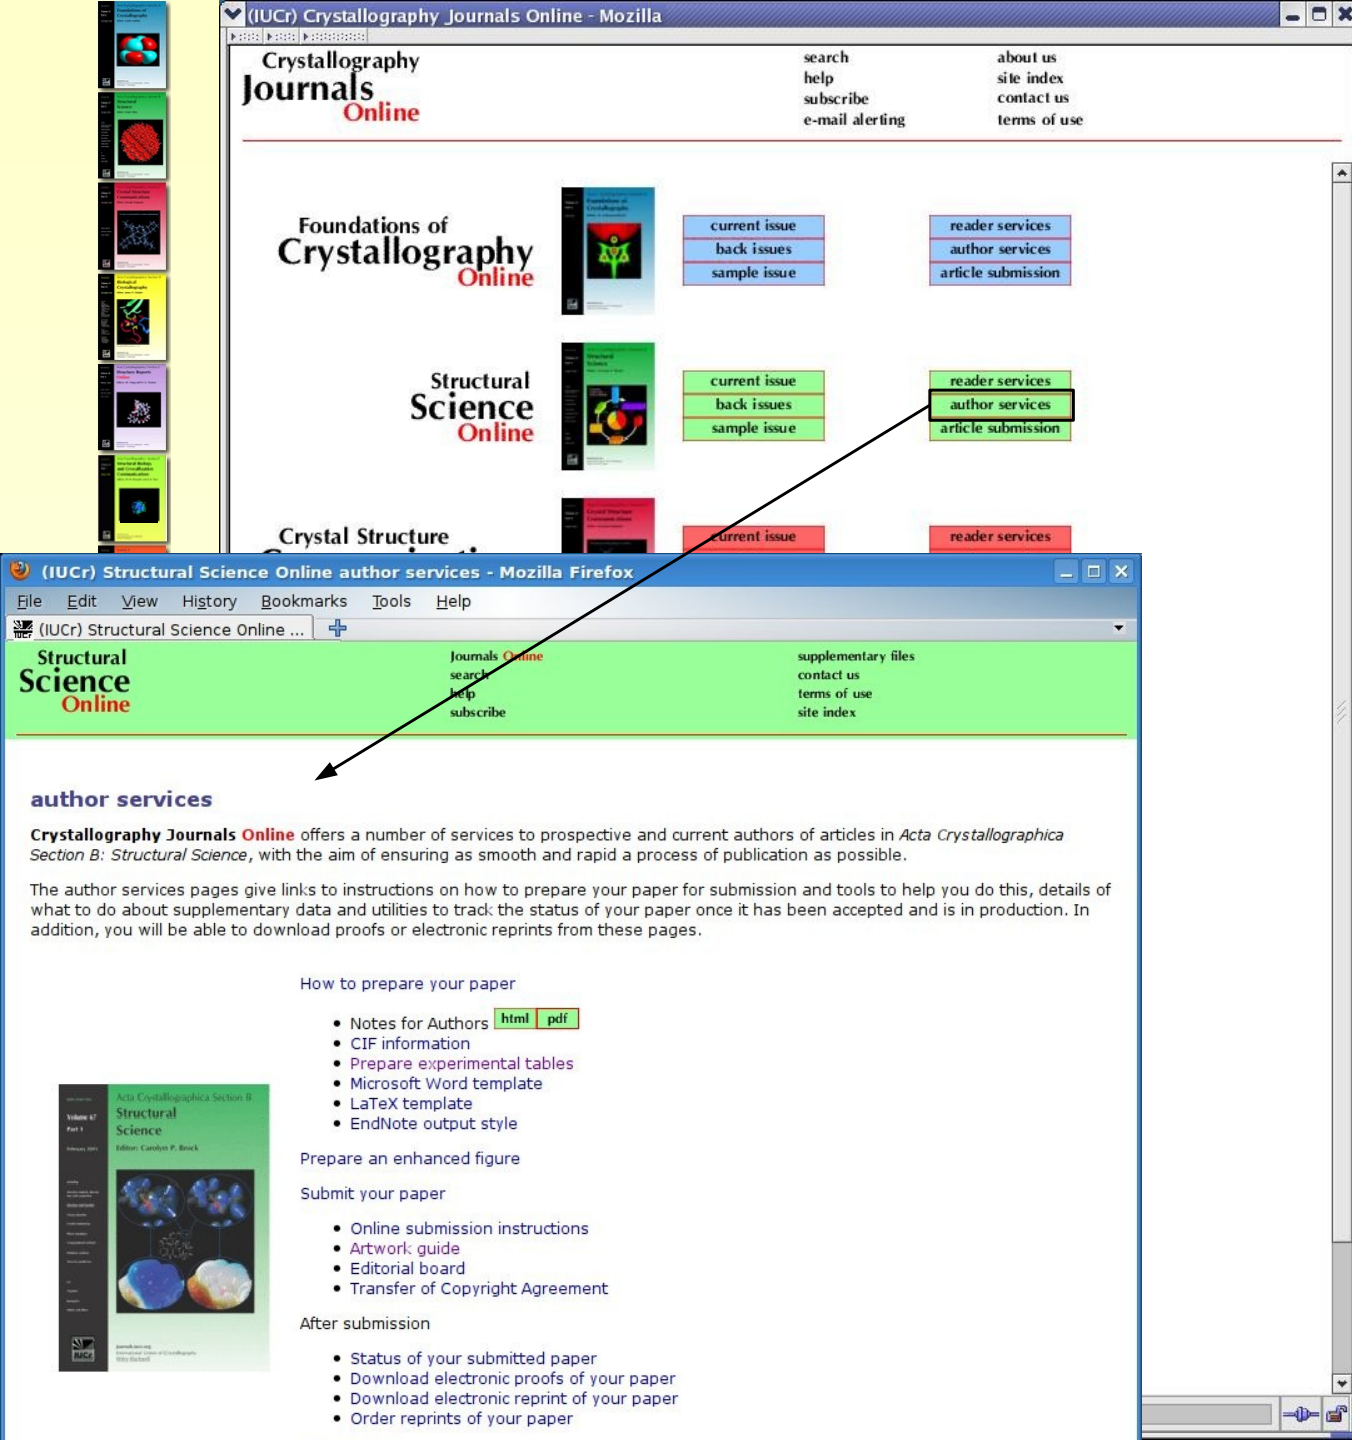 (IUCr) Crystallography Journals Online - Mozilla
Crystallography
Journals
Online
search
help
subscribe
e-mail alerting
about us
site index
contact us
terms of use
Foundations of
Crystallography
Online
current issue
back issues
sample issue
reader services
author services
article submission
Structural
Science
Online
current issue
back issues
sample issue
reader services
author services
article submission
Crystal Structure
current issue
reader services
(IUCr) Structural Science Online author services - Mozilla Firefox
File Edit View History Bookmarks Tools Help
(IUCr) Structural Science Online ...
Structural
Science
Online
Journals Online
search
help
subscribe
supplementary files
contact us
terms of use
site index
author services
Crystallography Journals Online offers a number of services to prospective and current authors of articles in Acta Crystallographica
Section B: Structural Science, with the aim of ensuring as smooth and rapid a process of publication as possible.
The author services pages give links to instructions on how to prepare your paper for submission and tools to help you do this, details of
what to do about supplementary data and utilities to track the status of your paper once it has been accepted and is in production. In
addition, you will be able to download proofs or electronic reprints from these pages.
How to prepare your paper
• Notes for Authors html pdf
• CIF information
• Prepare experimental tables
• Microsoft Word template
• LaTeX template
• EndNote output style
Prepare an enhanced figure
Submit your paper
• Online submission instructions
• Artwork guide
• Editorial board
• Transfer of Copyright Agreement
After submission
• Status of your submitted paper
• Download electronic proofs of your paper
• Download electronic reprint of your paper
• Order reprints of your paper
Acta Crystallographica Section B
Structural
Science
Editor: Carolyn P. Brock
Volume 67
Part 1
February 2011
IUCr